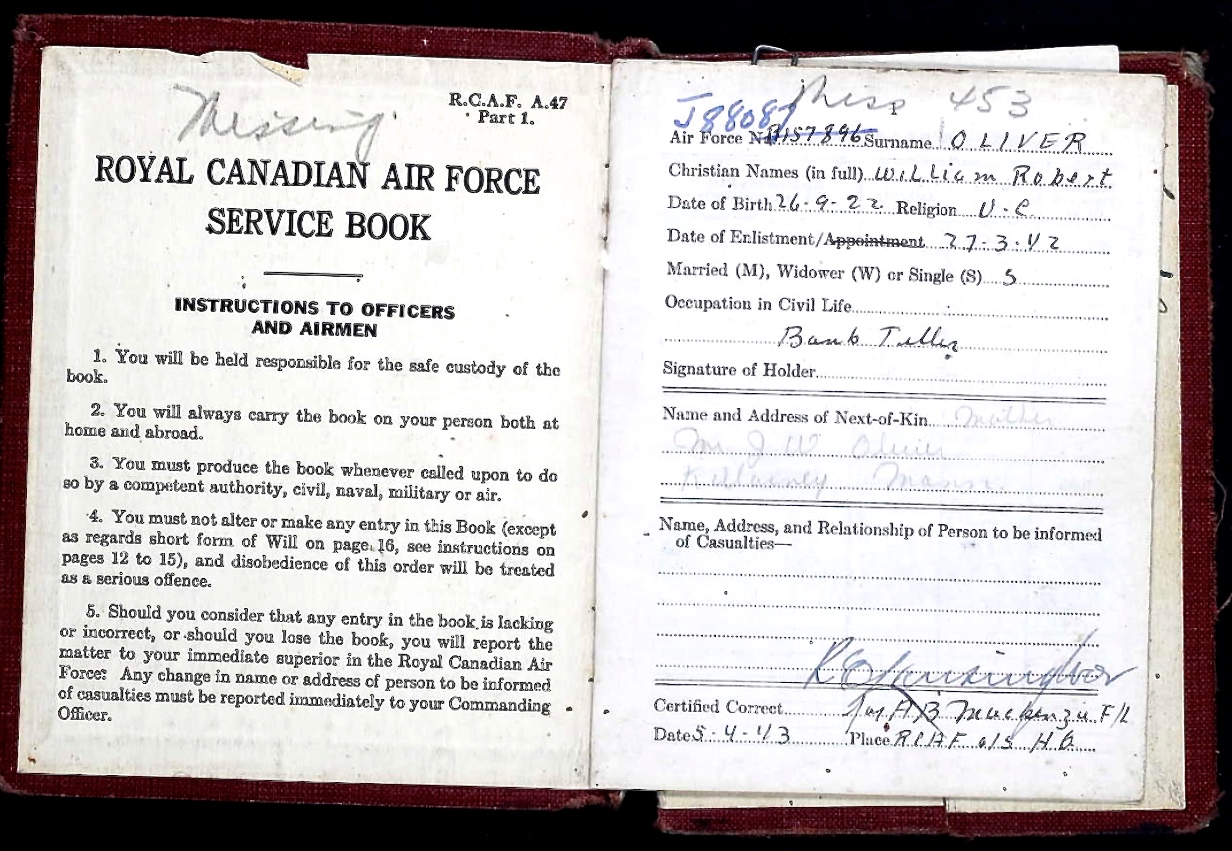 Missing
R.C.A.F. A.47
Part 1.
ROYAL CANADIAN AIR FORCE
SERVICE BOOK
INSTRUCTIONS TO OFFICERS
AND AIRMEN
1. You will be held responsible for the safe custody of the
book.
2. You will always carry the book on your person both at
home and abroad.
3. You must produce the book whenever called upon to do
so by a competent authority, civil, naval, military or air.
4. You must not alter or make any entry in this Book (except
as regards short form of Will on page 16, see instructions on
pages 12 to 15), and disobedience of this order will be treated
as a serious offence.
5. Should you consider that any entry in the book is lacking
or incorrect, or should you lose the book, you will report the
matter to your immediate superior in the Royal Canadian Air
Force. Any change in name or address of person to be informed
of casualties must be reported immediately to your Commanding
Officer.
453
J88087
Air Force No R157896 Surname OLIVER
Christian Names (in full) William Robert
Date of Birth 26-9-22 Religion U-C
Date of Enlistment/Appointment 27-3-42
Married (M), Widower (W) or Single (S) S
Occupation in Civil Life
Bank Teller
Signature of Holder
Name and Address of Next-of-Kin Mother
J W Oliver
Killarney Mann
Name, Address, and Relationship of Person to be informed
of Casualties—
Certified Correct A B Mackenzie F/L
Date 5-4-43 Place RCAF o/s HQ